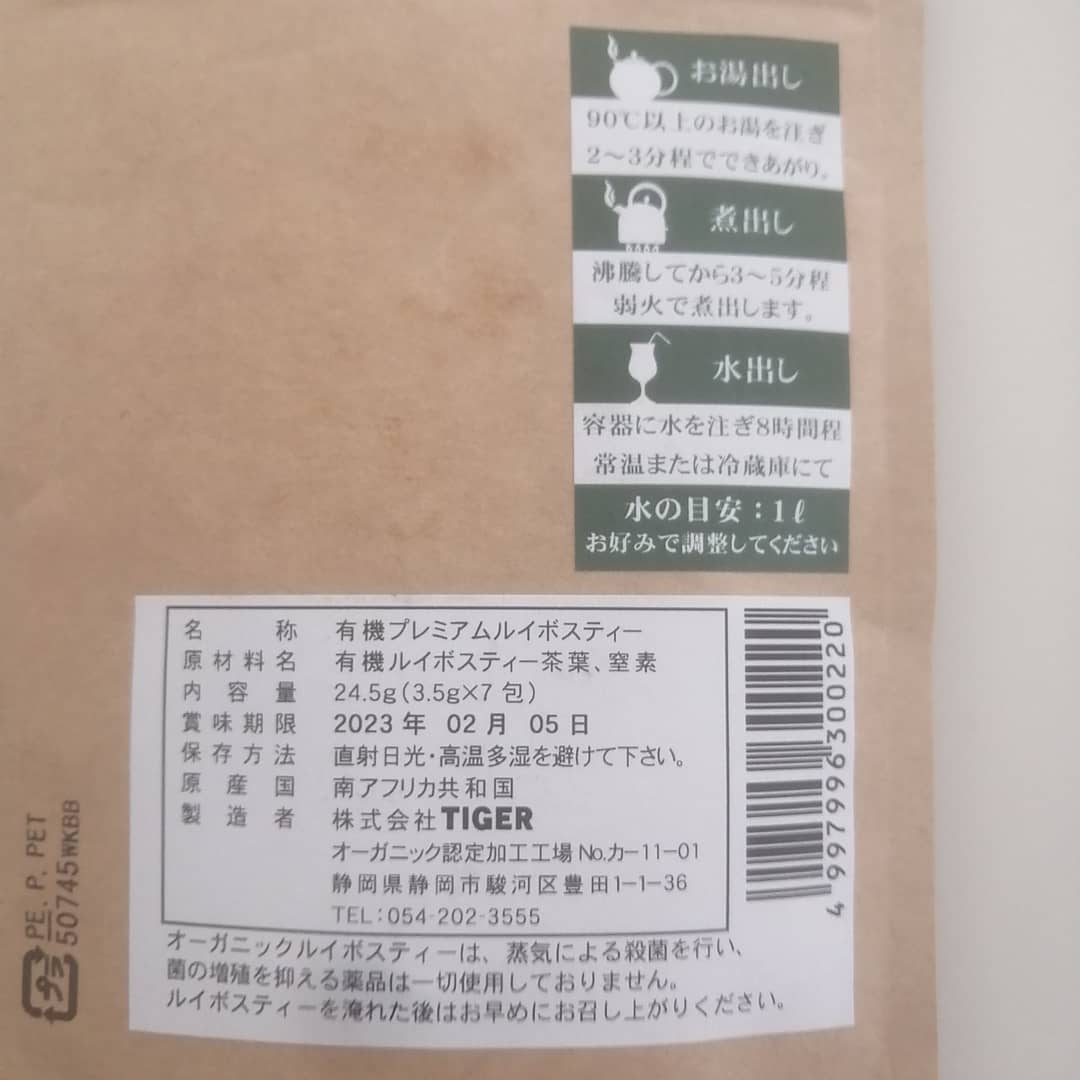 お湯出し
90℃以上のお湯を注ぎ
2〜3分程でできあがり。
煮出し
沸騰してから3〜5分程
弱火で煮出します。
水出し
容器に水を注ぎ8時間程
常温または冷蔵庫にて
水の目安：1ℓ
お好みで調整してください
名称 有機プレミアムルイボスティー
原材料名 有機ルイボスティー茶葉、窒素
内容量 24.5g(3.5g×7包)
賞味期限 2023年 02月 05日
保存方法 直射日光・高温多湿を避けて下さい。
原産国 南アフリカ共和国
製造者 株式会社TIGER
オーガニック認定加工工場No.カー11-01
静岡県静岡市駿河区豊田1-1-36
TEL：054-202-3555
オーガニックルイボスティーは、蒸気による殺菌を行い、
菌の増殖を抑える薬品は一切使用しておりません。
ルイボスティーを淹れた後はお早めにお召し上がりください。
4997996300220
プラ
PE, P, PET
50745WKBB